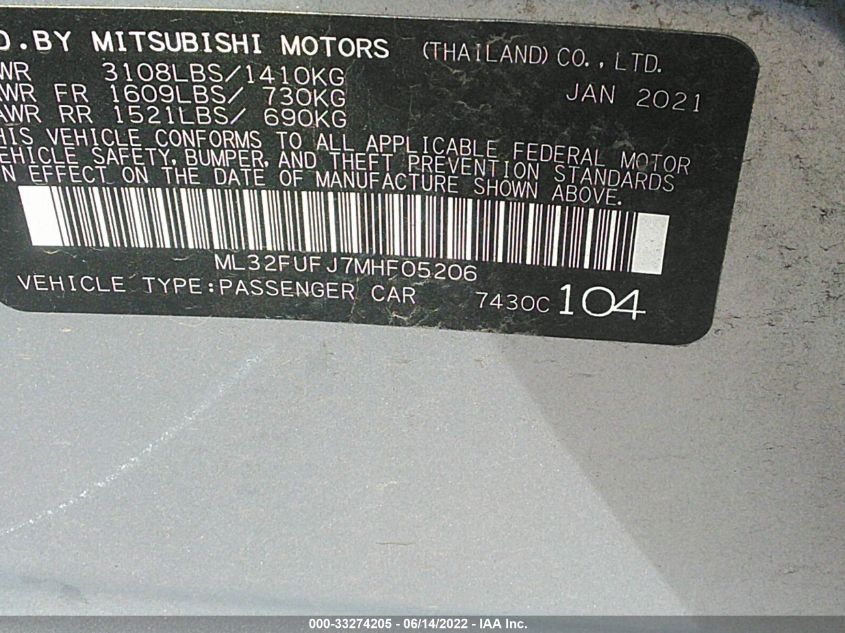 D.BY MITSUBISHI MOTORS (THAILAND) CO., LTD.
WR 3108LBS/1410KG JAN 2021
AWR FR 1609LBS/ 730KG
AWR RR 1521LBS/ 690KG
HIS VEHICLE CONFORMS TO ALL APPLICABLE FEDERAL MOTOR
EHICLE SAFETY, BUMPER, AND THEFT PREVENTION STANDARDS
N EFFECT ON THE DATE OF MANUFACTURE SHOWN ABOVE.
ML32FUFJ7MHF05206
VEHICLE TYPE:PASSENGER CAR 7430C 104
000-33274205 - 06/14/2022 - IAA Inc.